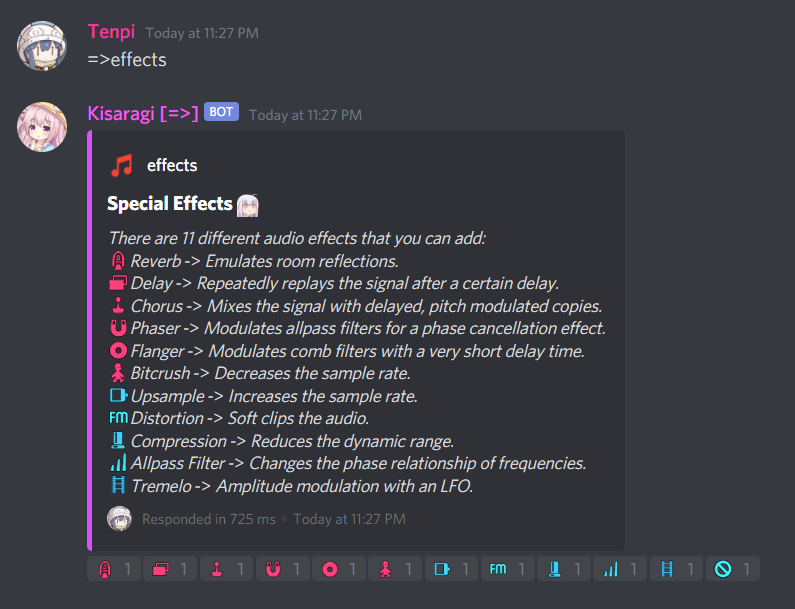 Tenpi Today at 11:27 PM
=>effects
Kisaragi [=>] BOT Today at 11:27 PM
effects
Special Effects
There are 11 different audio effects that you can add:
Reverb -> Emulates room reflections.
Delay -> Repeatedly replays the signal after a certain delay.
Chorus -> Mixes the signal with delayed, pitch modulated copies.
Phaser -> Modulates allpass filters for a phase cancellation effect.
Flanger -> Modulates comb filters with a very short delay time.
Bitcrush -> Decreases the sample rate.
Upsample -> Increases the sample rate.
FM Distortion -> Soft clips the audio.
Compression -> Reduces the dynamic range.
Allpass Filter -> Changes the phase relationship of frequencies.
Tremelo -> Amplitude modulation with an LFO.
Responded in 725 ms • Today at 11:27 PM
1 1 1 1 1 1 1 FM 1 1 1 1 1